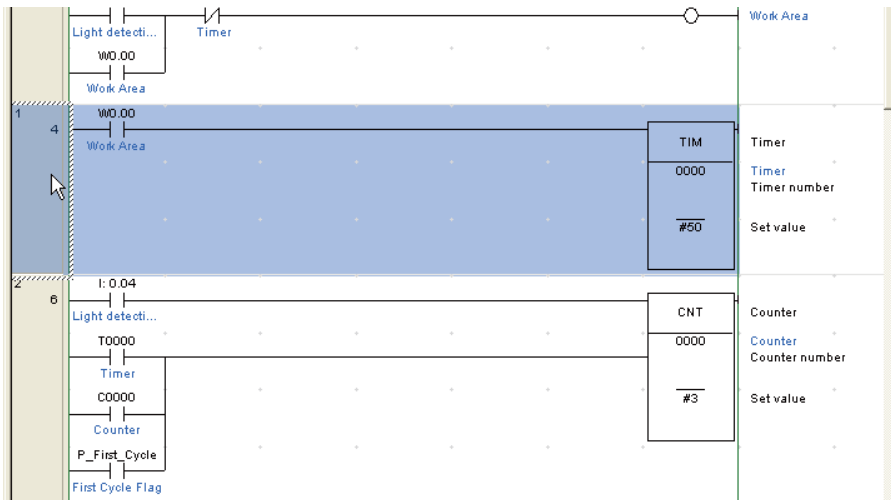 Light detecti... Timer Work Area
W0.00
Work Area
1
4
W0.00
Work Area
TIM Timer
0000 Timer
Timer number
#50 Set value
2
6
I: 0.04
Light detecti...
CNT Counter
T0000
Timer
0000 Counter
Counter number
C0000
Counter
#3 Set value
P_First_Cycle
First Cycle Flag